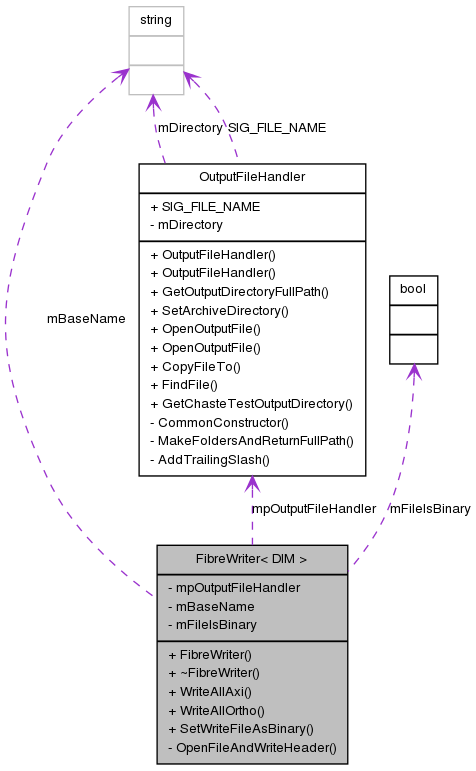 string
mDirectory
SIG_FILE_NAME
OutputFileHandler
+ SIG_FILE_NAME
- mDirectory
+ OutputFileHandler()
+ OutputFileHandler()
+ GetOutputDirectoryFullPath()
+ SetArchiveDirectory()
+ OpenOutputFile()
+ OpenOutputFile()
+ CopyFileTo()
+ FindFile()
+ GetChasteTestOutputDirectory()
- CommonConstructor()
- MakeFoldersAndReturnFullPath()
- AddTrailingSlash()
bool
mBaseName
mpOutputFileHandler
mFileIsBinary
FibreWriter< DIM >
- mpOutputFileHandler
- mBaseName
- mFileIsBinary
+ FibreWriter()
+ ~FibreWriter()
+ WriteAllAxi()
+ WriteAllOrtho()
+ SetWriteFileAsBinary()
- OpenFileAndWriteHeader()